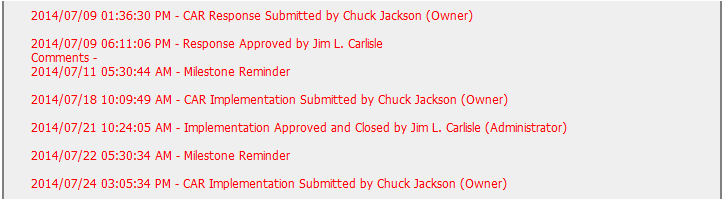 2014/07/09 01:36:30 PM - CAR Response Submitted by Chuck Jackson (Owner)
2014/07/09 06:11:06 PM - Response Approved by Jim L. Carlisle
Comments -
2014/07/11 05:30:44 AM - Milestone Reminder
2014/07/18 10:09:49 AM - CAR Implementation Submitted by Chuck Jackson (Owner)
2014/07/21 10:24:05 AM - Implementation Approved and Closed by Jim L. Carlisle (Administrator)
2014/07/22 05:30:34 AM - Milestone Reminder
2014/07/24 03:05:34 PM - CAR Implementation Submitted by Chuck Jackson (Owner)